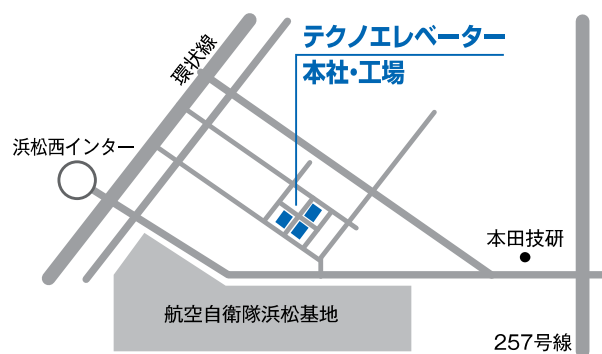 環状線
テクノエレベーター
本社・工場
浜松西インター
本田技研
航空自衛隊浜松基地
257号線